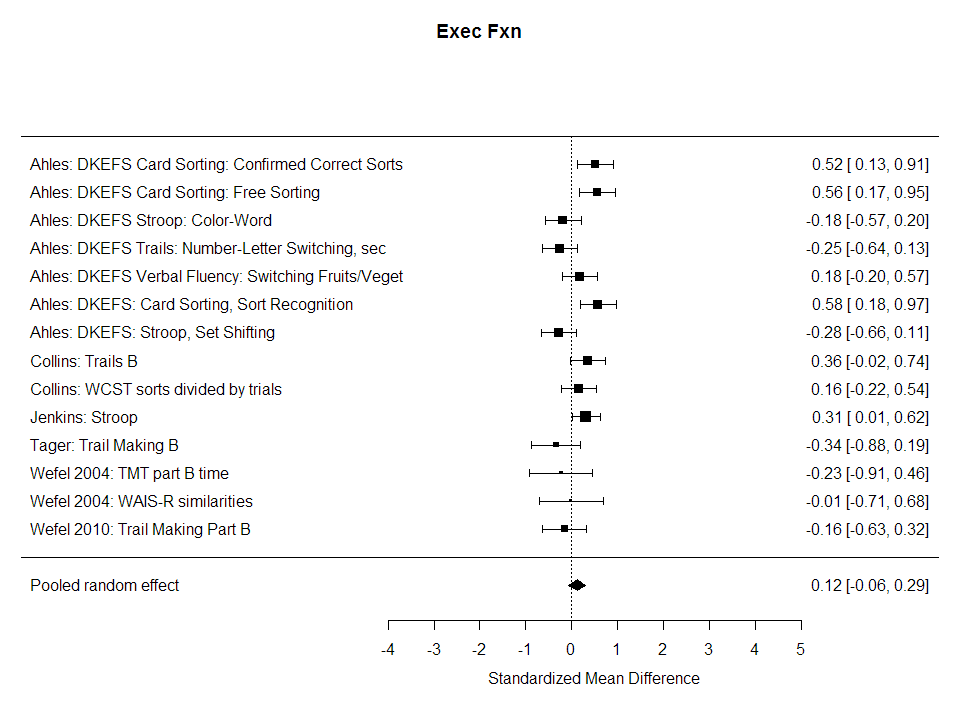 Exec Fxn
Ahles: DKEFS Card Sorting: Confirmed Correct Sorts 0.52 [ 0.13, 0.91]
Ahles: DKEFS Card Sorting: Free Sorting 0.56 [ 0.17, 0.95]
Ahles: DKEFS Stroop: Color-Word -0.18 [-0.57, 0.20]
Ahles: DKEFS Trails: Number-Letter Switching, sec -0.25 [-0.64, 0.13]
Ahles: DKEFS Verbal Fluency: Switching Fruits/Veget 0.18 [-0.20, 0.57]
Ahles: DKEFS: Card Sorting, Sort Recognition 0.58 [ 0.18, 0.97]
Ahles: DKEFS: Stroop, Set Shifting -0.28 [-0.66, 0.11]
Collins: Trails B 0.36 [-0.02, 0.74]
Collins: WCST sorts divided by trials 0.16 [-0.22, 0.54]
Jenkins: Stroop 0.31 [ 0.01, 0.62]
Tager: Trail Making B -0.34 [-0.88, 0.19]
Wefel 2004: TMT part B time -0.23 [-0.91, 0.46]
Wefel 2004: WAIS-R similarities -0.01 [-0.71, 0.68]
Wefel 2010: Trail Making Part B -0.16 [-0.63, 0.32]
Pooled random effect 0.12 [-0.06, 0.29]
-4 -3 -2 -1 0 1 2 3 4 5
Standardized Mean Difference